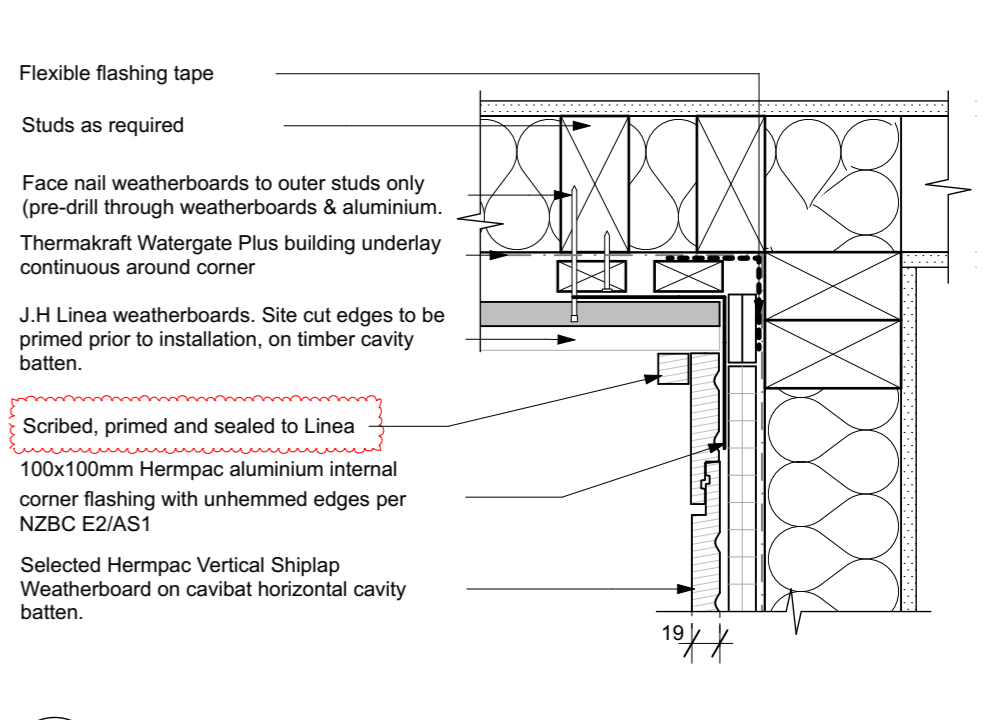 Flexible flashing tape
Studs as required
Face nail weatherboards to outer studs only
(pre-drill through weatherboards & aluminium.
Thermakraft Watergate Plus building underlay
continuous around corner
J.H Linea weatherboards. Site cut edges to be
primed prior to installation, on timber cavity
batten.
Scribed, primed and sealed to Linea
100x100mm Hermpac aluminium internal
corner flashing with unhemmed edges per
NZBC E2/AS1
Selected Hermpac Vertical Shiplap
Weatherboard on cavibat horizontal cavity
batten.
19